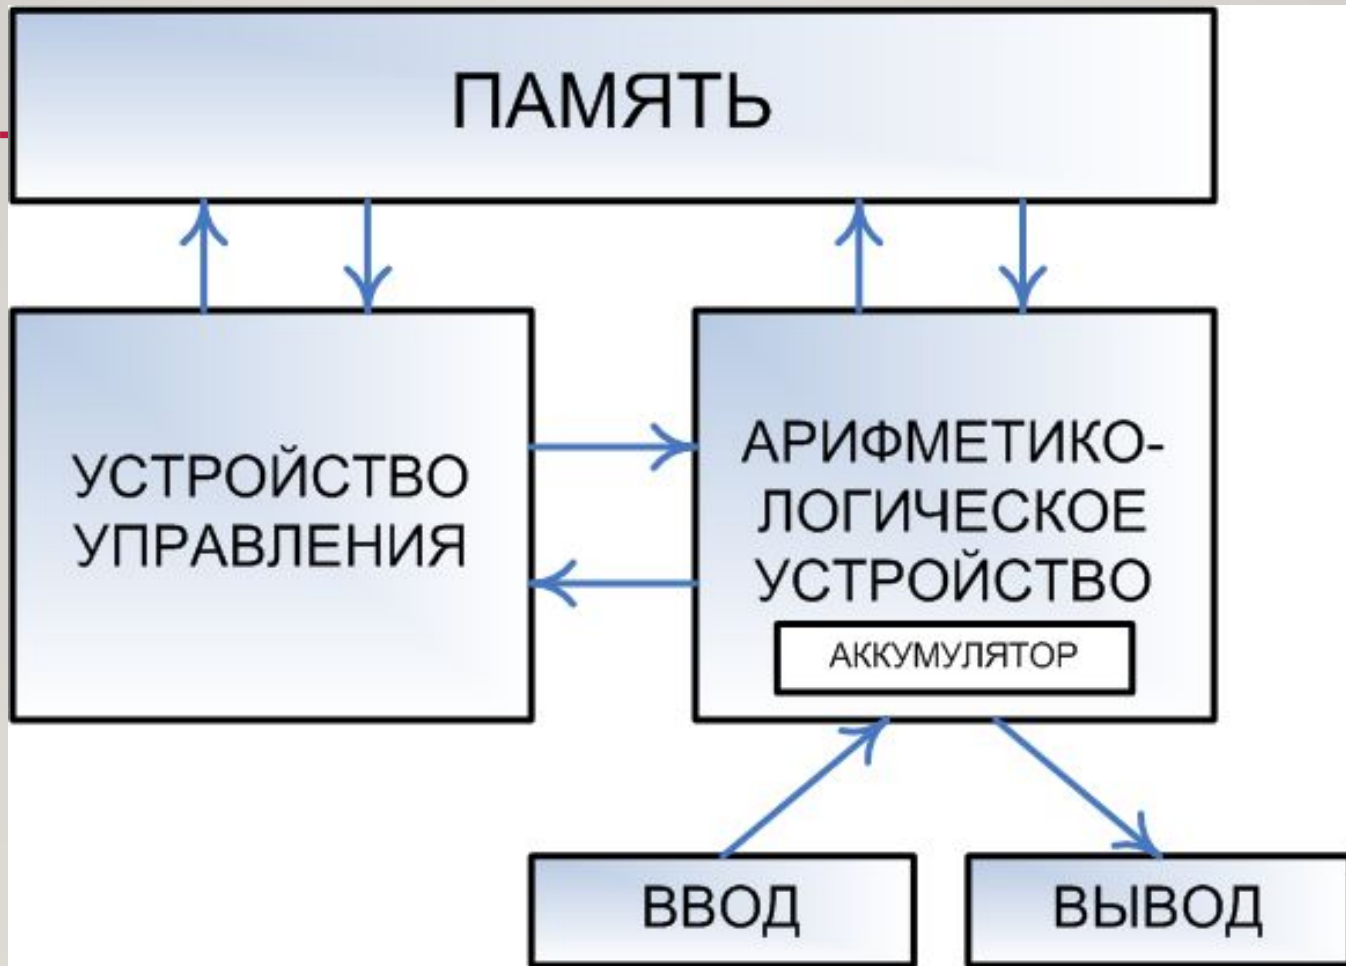 ПАМЯТЬ
УСТРОЙСТВО
УПРАВЛЕНИЯ
АРИФМЕТИКО-
ЛОГИЧЕСКОЕ
УСТРОЙСТВО
АККУМУЛЯТОР
ВВОД
ВЫВОД